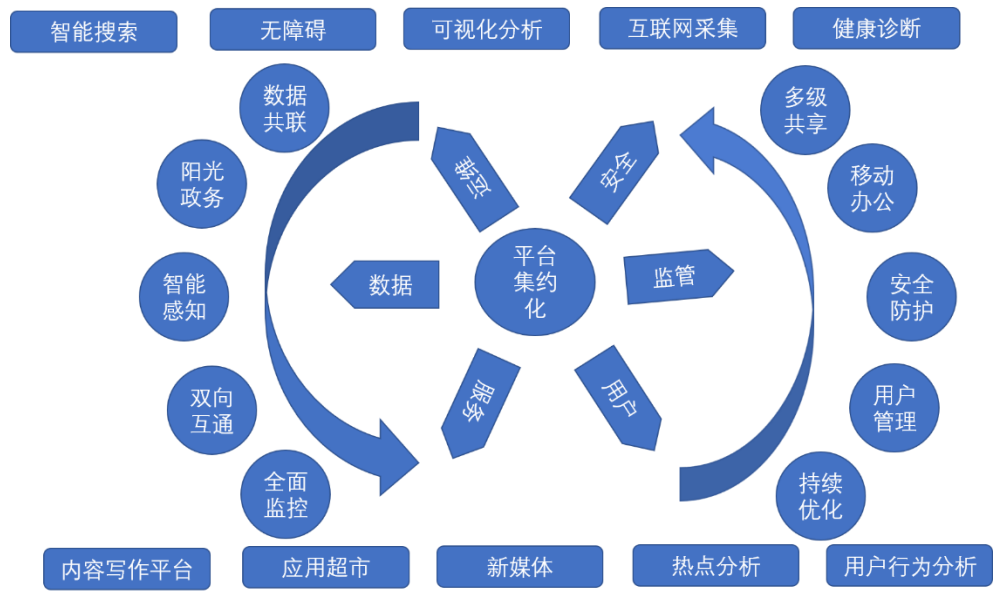 智能搜索
无障碍
可视化分析
互联网采集
健康诊断
数据
共联
多级
共享
阳光
政务
运维
安全
移动
办公
智能
感知
数据
平台
集约
化
监管
安全
防护
双向
互通
服务
用户
用户
管理
全面
监控
持续
优化
内容写作平台
应用超市
新媒体
热点分析
用户行为分析